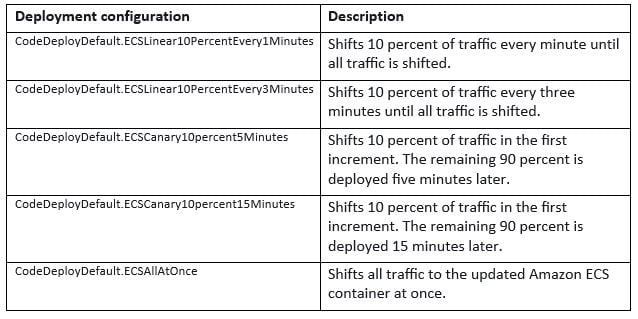 Deployment configuration Description
CodeDeployDefault.ECSLinear10PercentEvery1Minutes Shifts 10 percent of traffic every minute until
all traffic is shifted.
CodeDeployDefault.ECSLinear10PercentEvery3Minutes Shifts 10 percent of traffic every three
minutes until all traffic is shifted.
CodeDeployDefault.ECSCanary10percent5Minutes Shifts 10 percent of traffic in the first
increment. The remaining 90 percent is
deployed five minutes later.
CodeDeployDefault.ECSCanary10percent15Minutes Shifts 10 percent of traffic in the first
increment. The remaining 90 percent is
deployed 15 minutes later.
CodeDeployDefault.ECSAllAtOnce Shifts all traffic to the updated Amazon ECS
container at once.